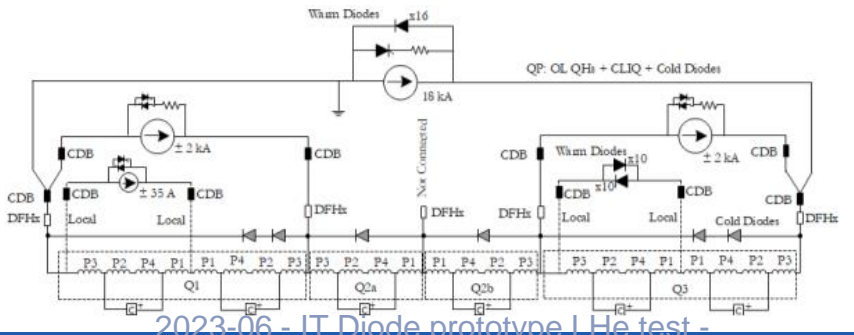 Warm Diodes x16
QP: OL QHs + CLIQ + Cold Diodes
18 kA
± 2 kA
± 2 kA
CDB
CDB
Not Connected
CDB
Warm Diodes
x10
CDB
± 35 A
x10
CDB
CDB
CDB
CDB
CDB
CDB
DFHx
Local
Local
DFHx
DFHx
DFHx
Local
Local
Cold Diodes
DFHx
P3 P2 P4 P1 P1 P4 P2 P3 P3 P2 P4 P1 P1 P4 P2 P3 P3 P2 P4 P1 P1 P4 P2 P3
Q1
Q2a
Q2b
Q3
C + C + C + C + C + C +
2023-06 - IT Diode prototype LHe test -